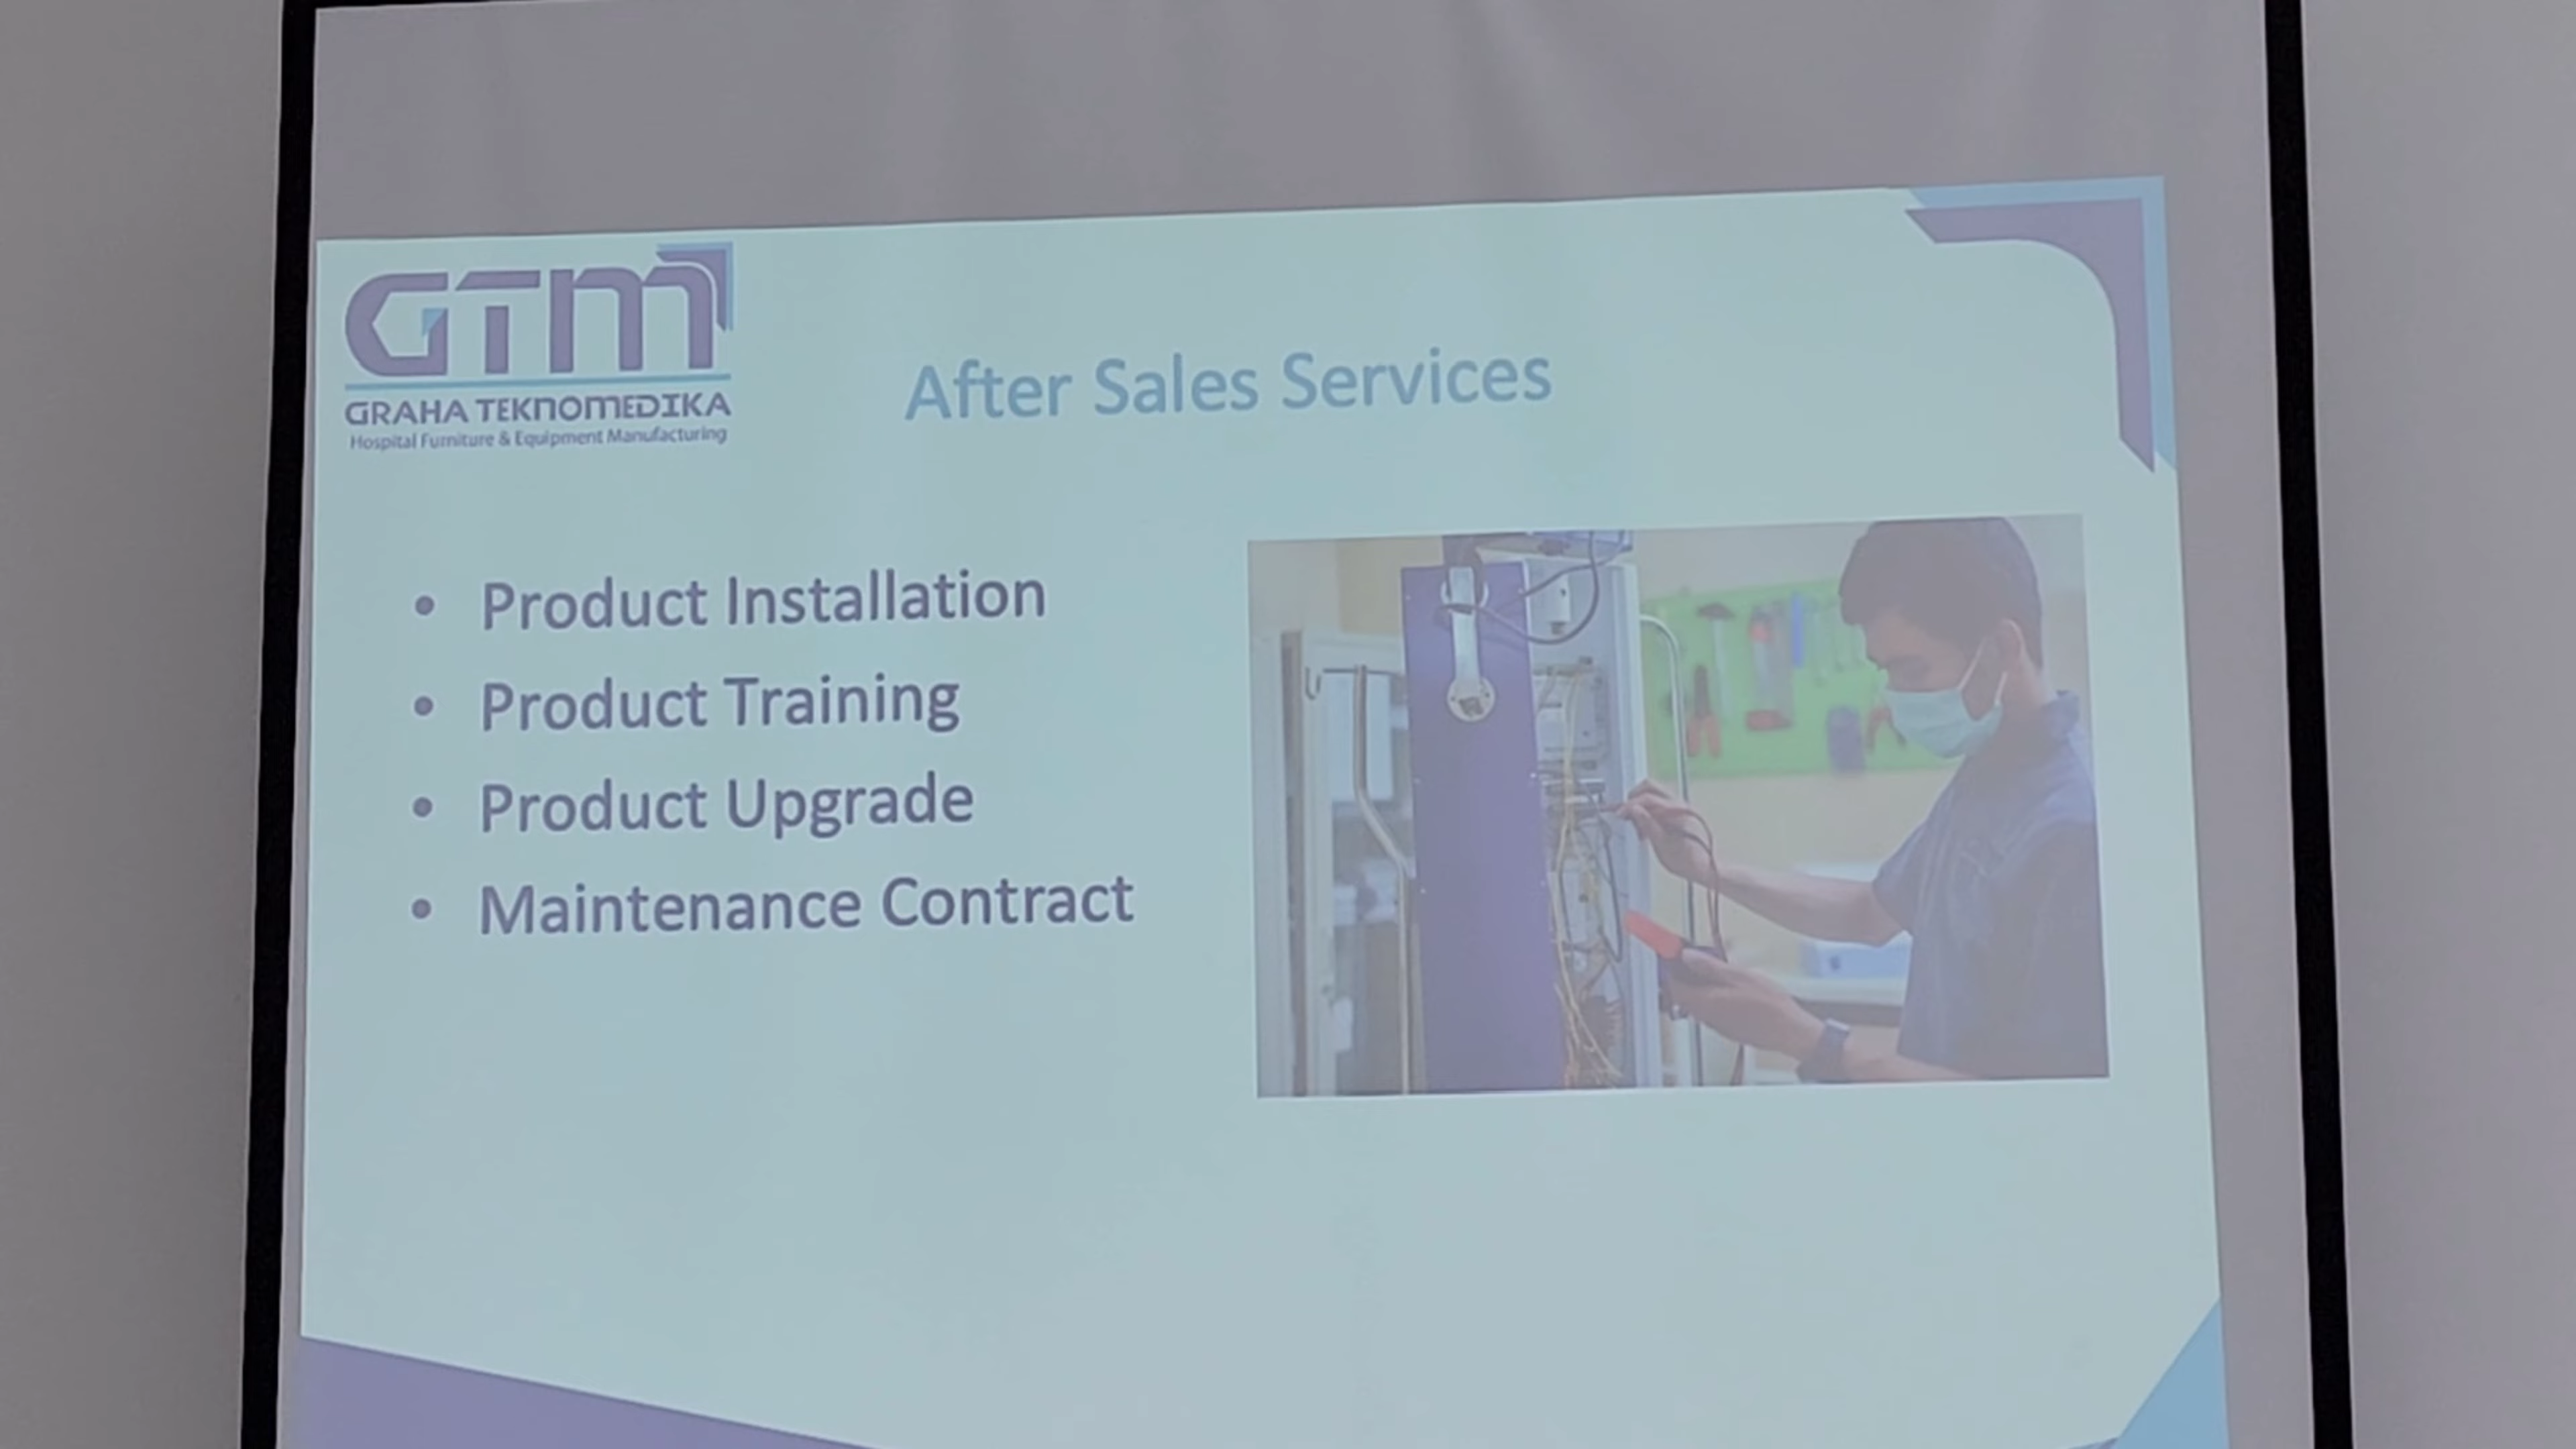 GTM
GRAHA TEKNOMEDIKA
Hospital Furniture & Equipment Manufacturing
After Sales Services
• Product Installation
• Product Training
• Product Upgrade
• Maintenance Contract